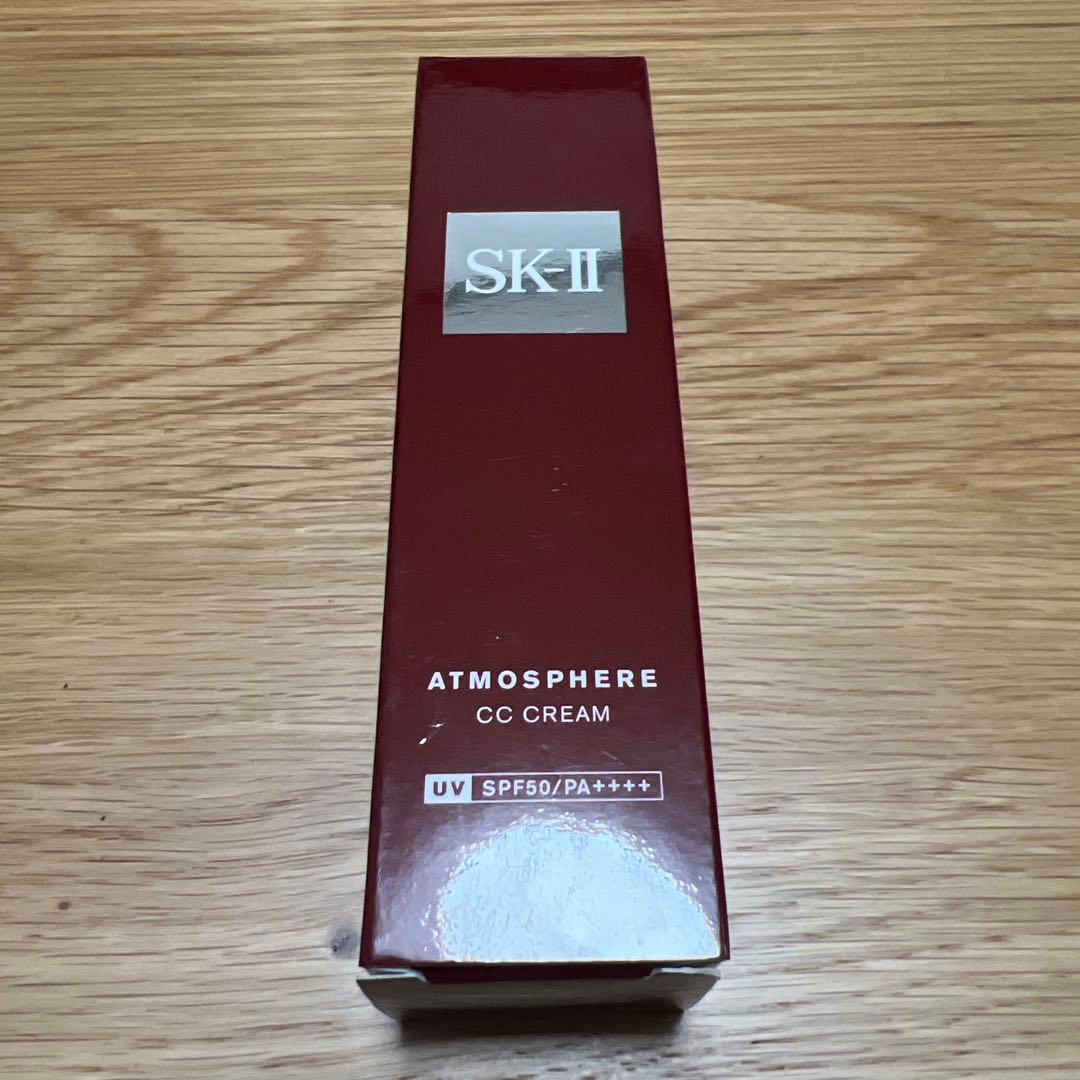 SK-II
ATMOSPHERE
CC CREAM
UV SPF50/PA++++